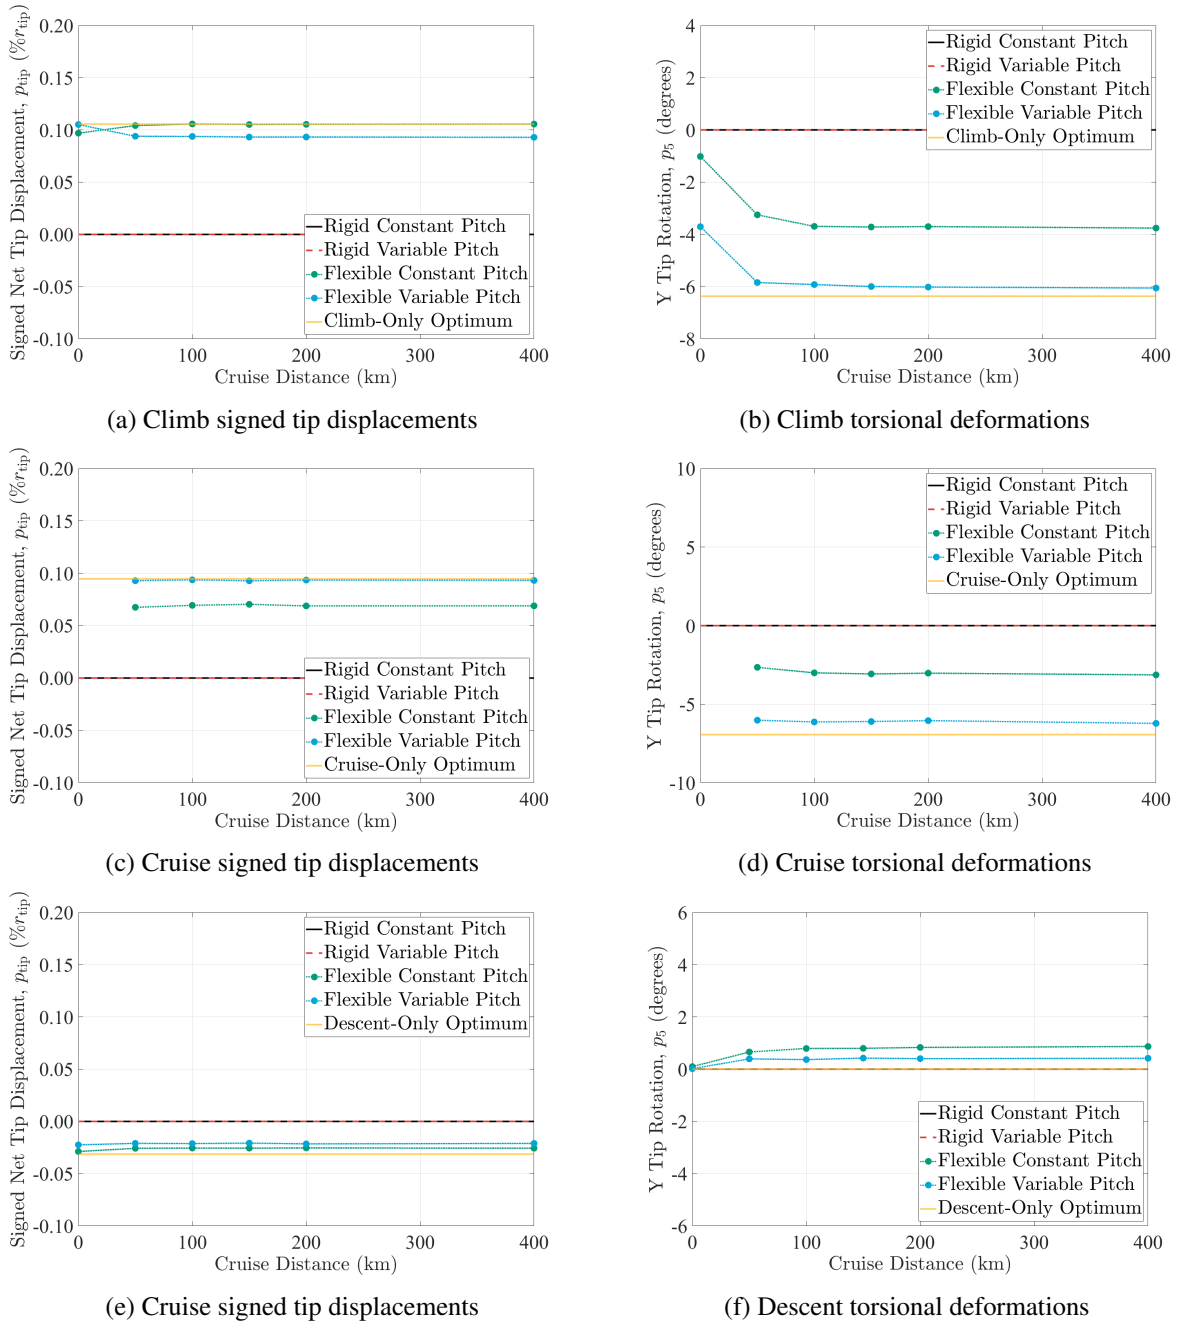 Signed Net Tip Displacement, p_tip (%r_tip)
0.20
0.15
0.10
0.05
0.00
-0.05
-0.10
Rigid Constant Pitch
Rigid Variable Pitch
Flexible Constant Pitch
Flexible Variable Pitch
Climb-Only Optimum
0 100 200 300 400
Cruise Distance (km)
(a) Climb signed tip displacements
Y Tip Rotation, p_5 (degrees)
4
2
0
-2
-4
-6
-8
Rigid Constant Pitch
Rigid Variable Pitch
Flexible Constant Pitch
Flexible Variable Pitch
Climb-Only Optimum
0 100 200 300 400
Cruise Distance (km)
(b) Climb torsional deformations
Signed Net Tip Displacement, p_tip (%r_tip)
0.20
0.15
0.10
0.05
0.00
-0.05
-0.10
Rigid Constant Pitch
Rigid Variable Pitch
Flexible Constant Pitch
Flexible Variable Pitch
Cruise-Only Optimum
0 100 200 300 400
Cruise Distance (km)
(c) Cruise signed tip displacements
Y Tip Rotation, p_5 (degrees)
10
5
0
-5
-10
Rigid Constant Pitch
Rigid Variable Pitch
Flexible Constant Pitch
Flexible Variable Pitch
Cruise-Only Optimum
0 100 200 300 400
Cruise Distance (km)
(d) Cruise torsional deformations
Signed Net Tip Displacement, p_tip (%r_tip)
0.20
0.15
0.10
0.05
0.00
-0.05
-0.10
Rigid Constant Pitch
Rigid Variable Pitch
Flexible Constant Pitch
Flexible Variable Pitch
Descent-Only Optimum
0 100 200 300 400
Cruise Distance (km)
(e) Cruise signed tip displacements
Y Tip Rotation, p_5 (degrees)
6
4
2
0
-2
-4
-6
Rigid Constant Pitch
Rigid Variable Pitch
Flexible Constant Pitch
Flexible Variable Pitch
Descent-Only Optimum
0 100 200 300 400
Cruise Distance (km)
(f) Descent torsional deformations